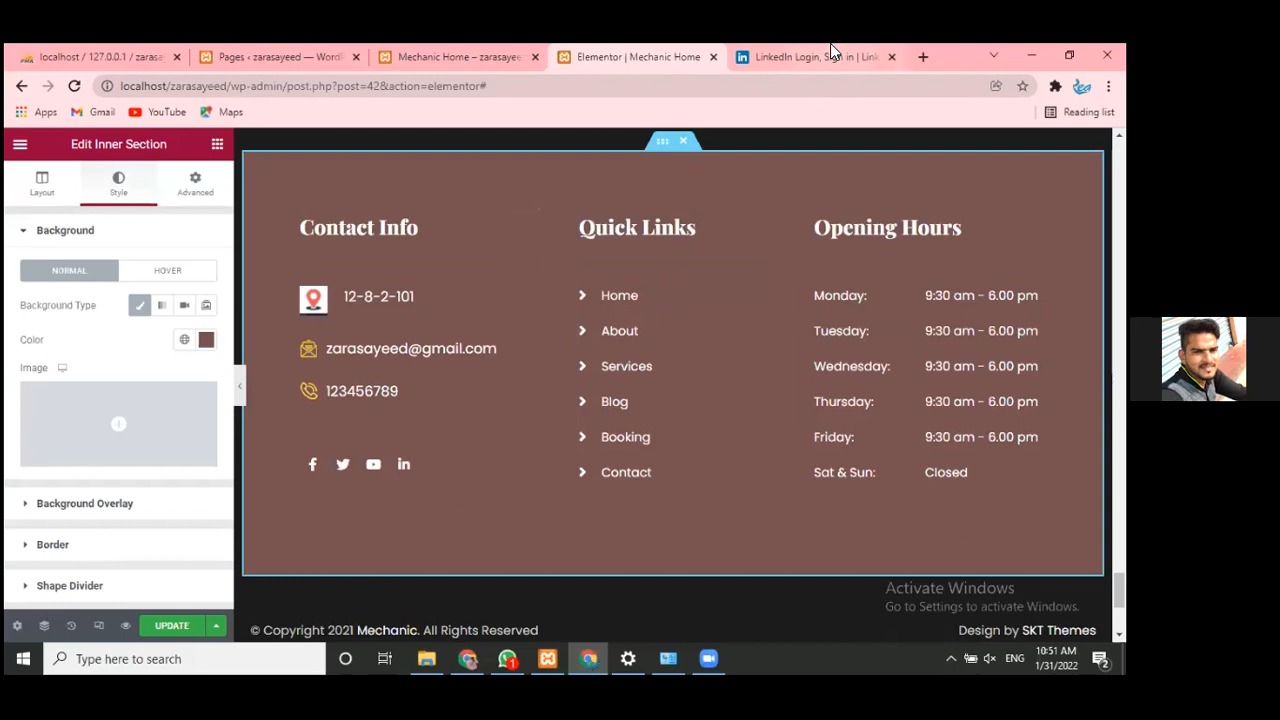 localhost / 127.0.0.1 / zarasa
Pages ‹ zarasayeed — WordP
Mechanic Home – zarasayee
Elementor | Mechanic Home
LinkedIn Login, Sign in | Link
localhost/zarasayeed/wp-admin/post.php?post=42&action=elementor#
Apps Gmail YouTube Maps Reading list
Edit Inner Section
Layout Style Advanced
Background
NORMAL HOVER
Background Type
Color
Image
Background Overlay
Border
Shape Divider
UPDATE
Contact Info
12-8-2-101
zarasayeed@gmail.com
123456789
Quick Links
Home
About
Services
Blog
Booking
Contact
Opening Hours
Monday: 9:30 am - 6.00 pm
Tuesday: 9:30 am - 6.00 pm
Wednesday: 9:30 am - 6.00 pm
Thursday: 9:30 am - 6.00 pm
Friday: 9:30 am - 6.00 pm
Sat & Sun: Closed
Activate Windows
Go to Settings to activate Windows.
© Copyright 2021 Mechanic. All Rights Reserved
Design by SKT Themes
Type here to search
1
ENG
10:51 AM
1/31/2022
2